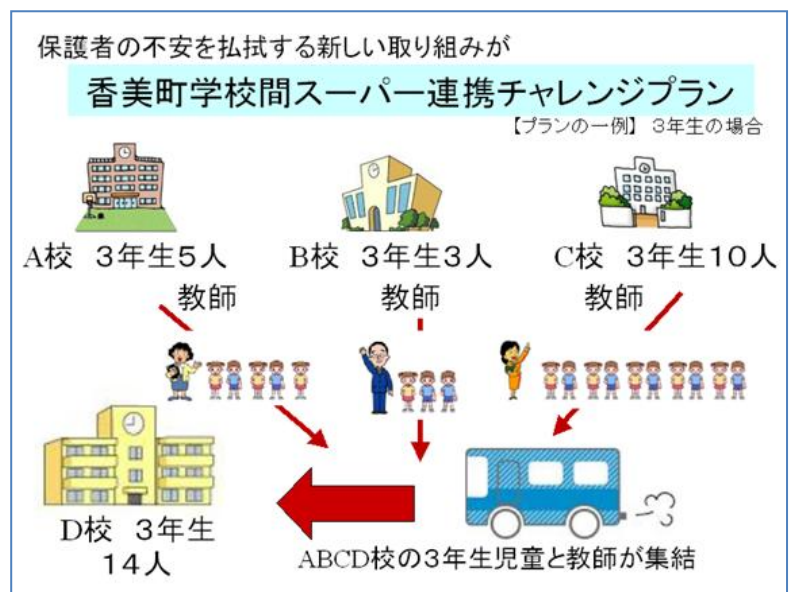 保護者の不安を払拭する新しい取り組みが
香美町学校間スーパー連携チャレンジプラン
【プランの一例】 3年生の場合
A校 3年生5人
B校 3年生3人
C校 3年生10人
教師
教師
教師
D校 3年生
14人
ABCD校の3年生児童と教師が集結